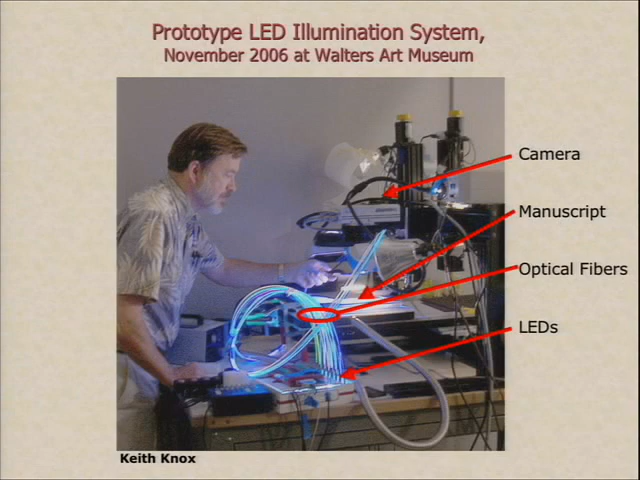 Prototype LED Illumination System,
November 2006 at Walters Art Museum
Camera
Manuscript
Optical Fibers
LEDs
Keith Knox